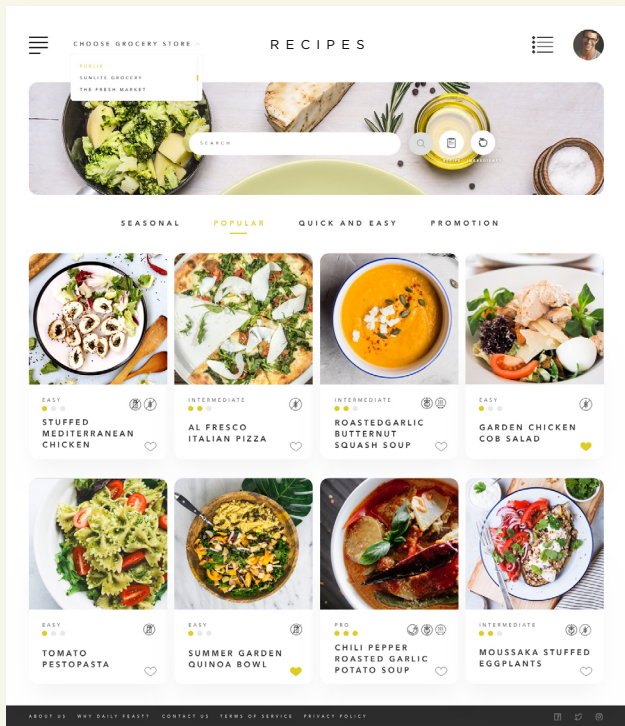 CHOOSE GROCERY STORE
RECIPES
PUBLIX
SUNLITE GROCERY
THE FRESH MARKET
SEARCH
INGREDIENTS
SEASONAL
POPULAR
QUICK AND EASY
PROMOTION
EASY
STUFFED
MEDITERRANEAN
CHICKEN
INTERMEDIATE
AL FRESCO
ITALIAN PIZZA
INTERMEDIATE
ROASTEDGARLIC
BUTTERNUT
SQUASH SOUP
EASY
GARDEN CHICKEN
COB SALAD
EASY
TOMATO
PESTOPASTA
EASY
SUMMER GARDEN
QUINOA BOWL
PRO
CHILI PEPPER
ROASTED GARLIC
POTATO SOUP
INTERMEDIATE
MOUSSAKA STUFFED
EGGPLANTS
ABOUT US WHY DAILY FEAST? CONTACT US TERMS OF SERVICE PRIVACY POLICY